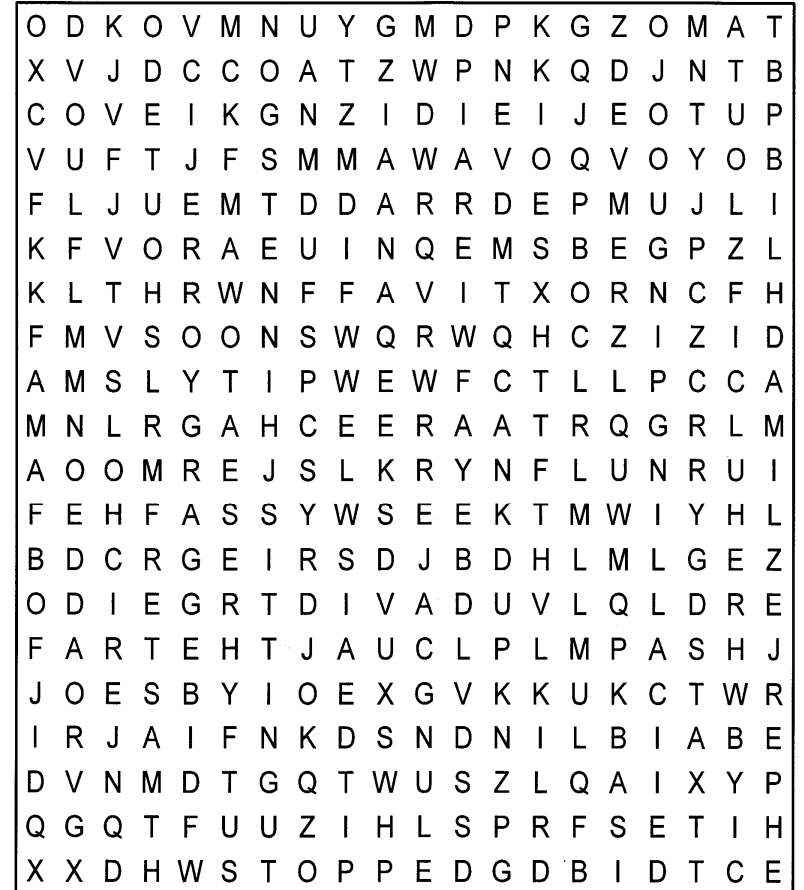 O D K O V M N U Y G M D P K G Z O M A T
X V J D C C O A T Z W P N K Q D J N T B
C O V E I K G N Z I D I E I J E O T U P
V U F T J F S M M A W A V O Q V O Y O B
F L J U E M T D D A R R D E P M U J L I
K F V O R A E U I N Q E M S B E G P Z L
K L T H R W N F F A V I T X O R N C F H
F M V S O O N S W Q R W Q H C Z I Z I D
A M S L Y T I P W E W F C T L L P C C A
M N L R G A H C E E R A A T R Q G R L M
A O O M R E J S L K R Y N F L U N R U I
F E H F A S S Y W S E E K T M W I Y H L
B D C R G E I R S D J B D H L M L G E Z
O D I E G R T D I V A D U V L Q L D R E
F A R T E H T J A U C L P L M P A S H J
J O E S B Y I O E X G V K K U K C T W R
I R J A I F N K D S N D N I L B I A B E
D V N M D T G Q T W U S Z L Q A I X Y P
Q G Q T F U U Z I H L S P R F S E T I H
X X D H W S T O P P E D G D B I D T C E